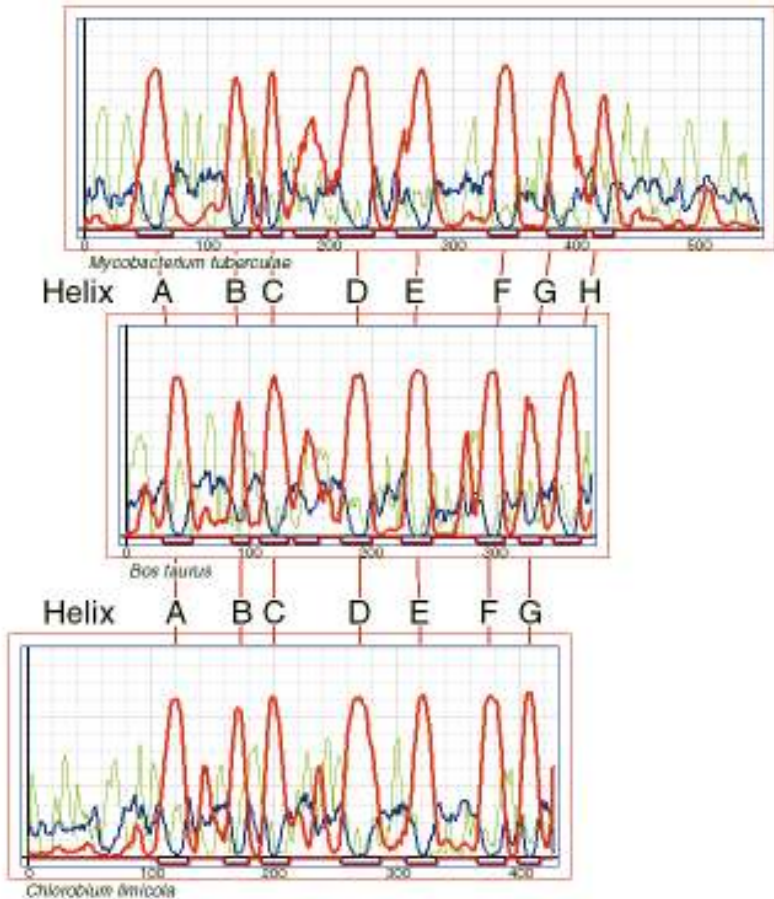 0 100 200 300 400 500
Mycobacterium tuberculae
Helix A B C D E F G H
0 100 200 300
Bos taurus
Helix A B C D E F G
0 100 200 300 400
Chlorobium limicola